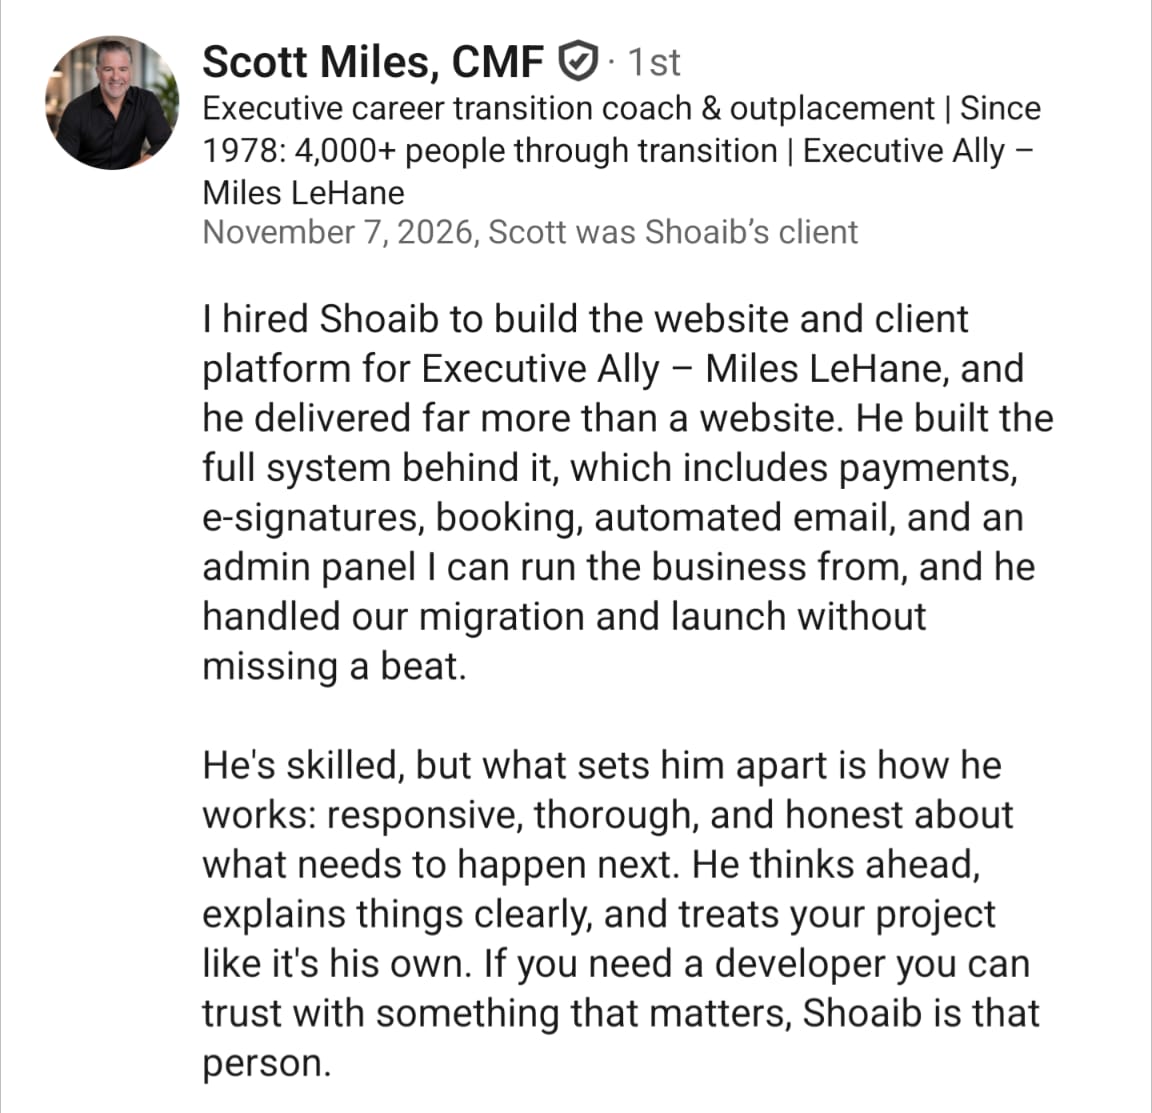 Scott Miles, CMF · 1st
Executive career transition coach & outplacement | Since
1978: 4,000+ people through transition | Executive Ally –
Miles LeHane
November 7, 2026, Scott was Shoaib’s client
I hired Shoaib to build the website and client
platform for Executive Ally – Miles LeHane, and
he delivered far more than a website. He built the
full system behind it, which includes payments,
e-signatures, booking, automated email, and an
admin panel I can run the business from, and he
handled our migration and launch without
missing a beat.
He's skilled, but what sets him apart is how he
works: responsive, thorough, and honest about
what needs to happen next. He thinks ahead,
explains things clearly, and treats your project
like it's his own. If you need a developer you can
trust with something that matters, Shoaib is that
person.